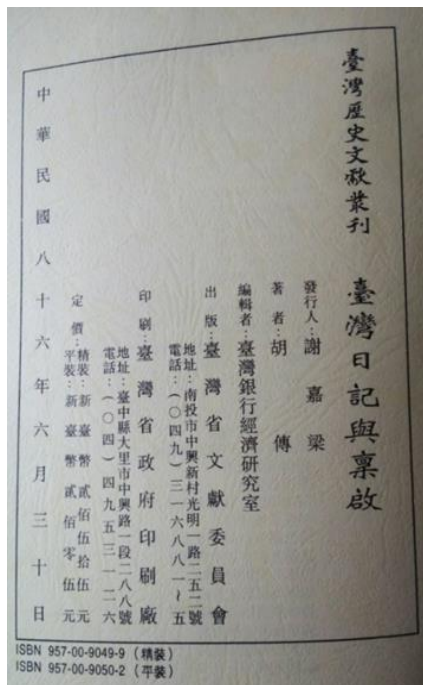 臺灣歷史文獻叢刊 臺灣日記與稟啟
發行人：謝嘉梁
著者：胡傳
編輯者：臺灣銀行經濟研究室
出版：臺灣省文獻委員會
地址：南投市中興新村光明一路二五二號
電話：（〇四九）三一六八八一～五
印刷：臺灣省政府印刷廠
地址：臺中縣大里市中興路一段二八八號
電話：（〇四）四九五三一二六
定價：精裝：新臺幣貳佰伍拾伍元
平裝：新臺幣貳佰零伍元
中華民國八十六年六月三十日
ISBN 957-00-9049-9（精裝）
ISBN 957-00-9050-2（平裝）